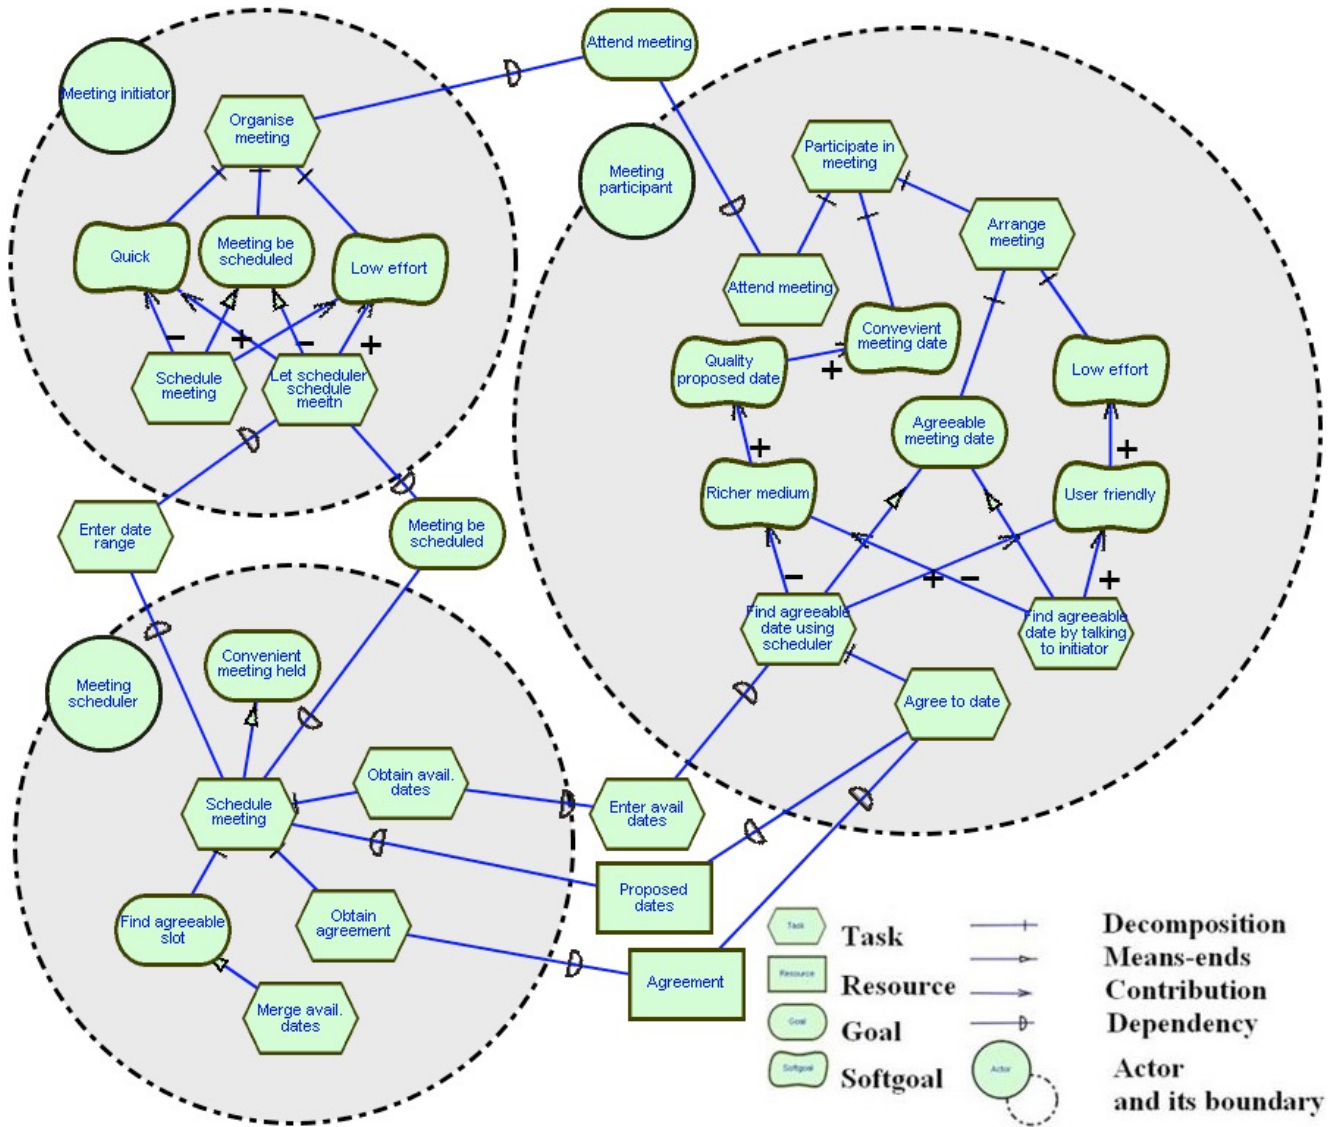 Attend meeting
Meeting initiator
Organise
meeting
Quick
Meeting be
scheduled
Low effort
−
+
−
+
Schedule
meeting
Let scheduler
schedule
meeitn
Meeting
participant
Participate in
meeting
Arrange
meeting
Attend meeting
Convevient
meeting date
Quality
proposed date
+
Low effort
Agreeable
meeting date
+
+
Richer medium
User friendly
−
+
−
+
Find agreeable
date using
scheduler
Find agreeable
date by talking
to initiator
Agree to date
Enter date
range
Meeting be
scheduled
Meeting
scheduler
Convenient
meeting held
Obtain avail.
dates
Schedule
meeting
Enter avail
dates
Proposed
dates
Find agreeable
slot
Obtain
agreement
Agreement
Merge avail.
dates
Task
Task
Resource
Resource
Goal
Goal
Softgoal
Softgoal
Decomposition
Means-ends
Contribution
Dependency
Actor
Actor
and its boundary